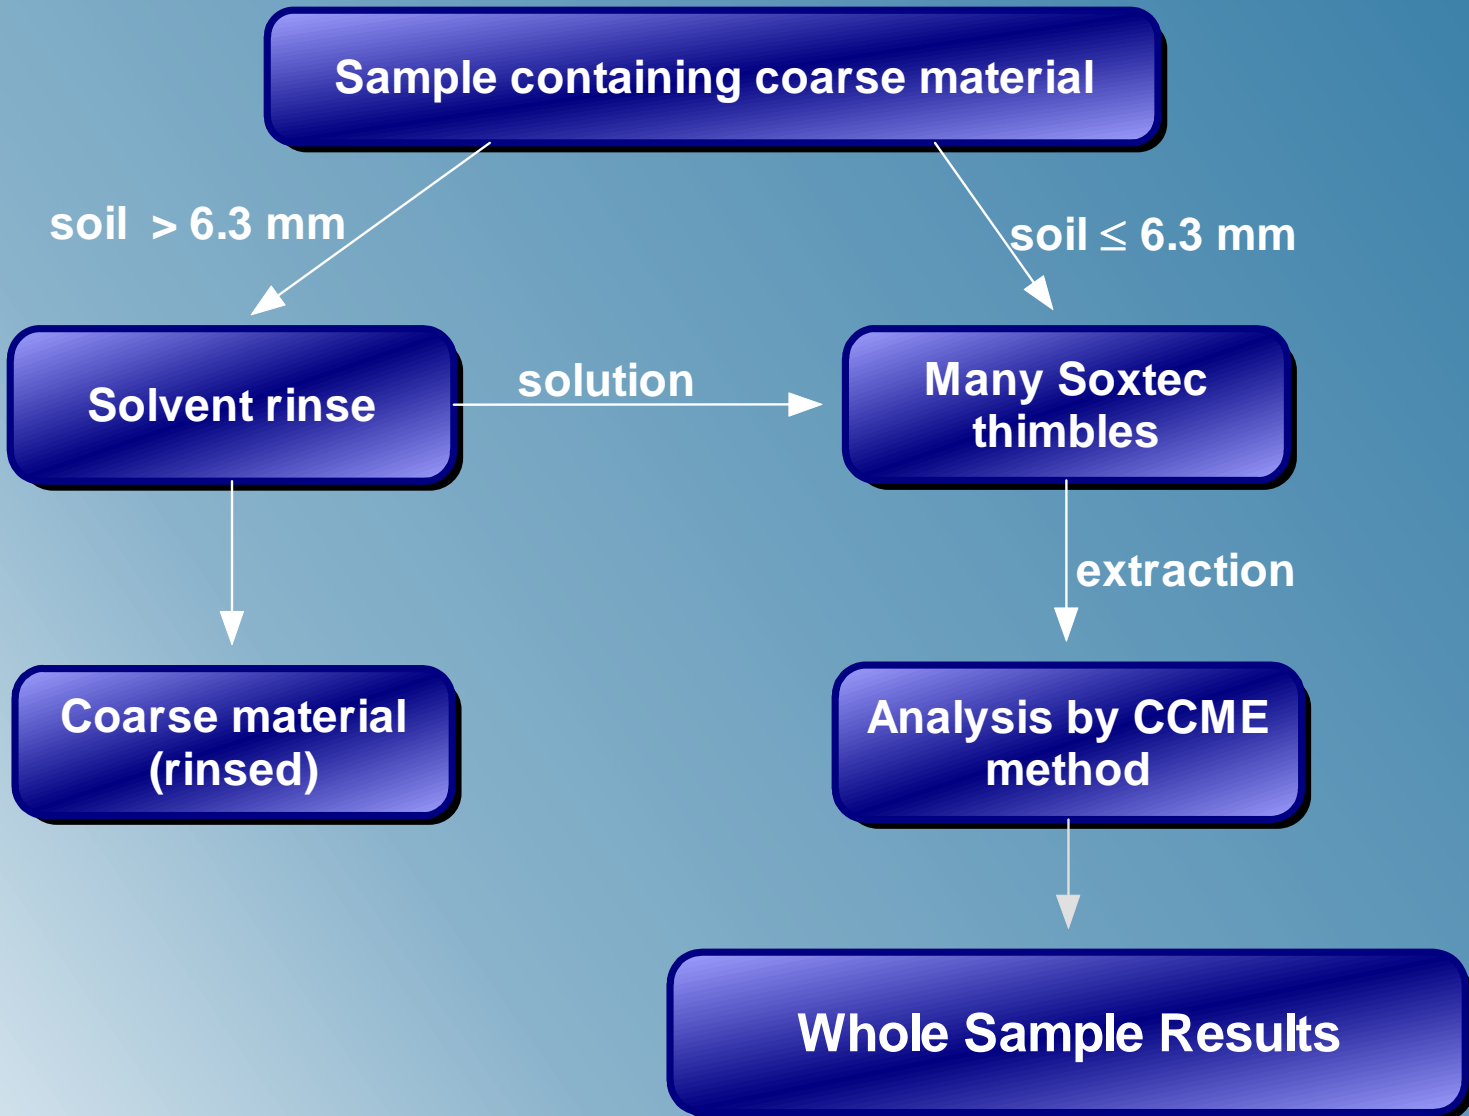 Sample containing coarse material
soil > 6.3 mm
soil ≤ 6.3 mm
Solvent rinse
solution
Many Soxtec
thimbles
extraction
Coarse material
(rinsed)
Analysis by CCME
method
Whole Sample Results